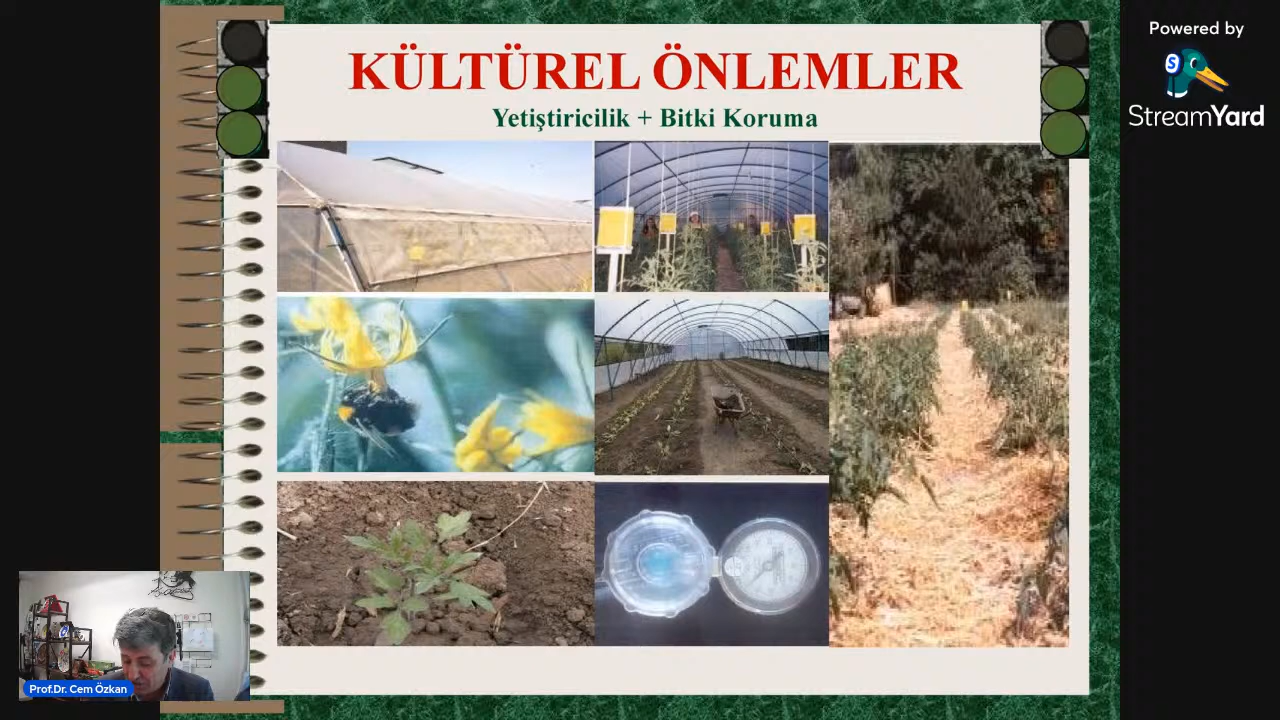 KÜLTÜREL ÖNLEMLER
Yetiştiricilik + Bitki Koruma
Powered by
S
StreamYard
Prof.Dr. Cem Özkan